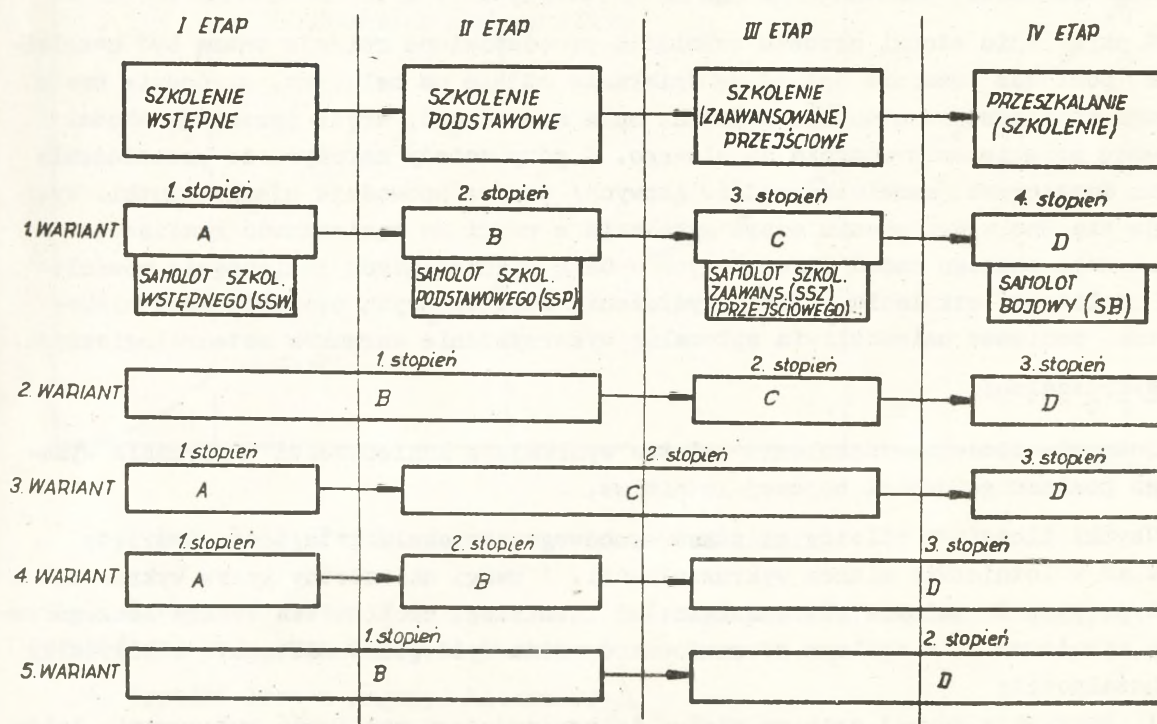 I ETAP
II ETAP
III ETAP
IV ETAP
SZKOLENIE
WSTĘPNE
SZKOLENIE
PODSTAWOWE
SZKOLENIE
(ZAAWANSOWANE)
PRZEJŚCIOWE
PRZESZKALANIE
(SZKOLENIE)
1. stopień
2. stopień
3. stopień
4. stopień
1. WARIANT
A
B
C
D
SAMOLOT SZKOL.
WSTĘPNEGO (SSW)
SAMOLOT SZKOL.
PODSTAWOWEGO (SSP)
SAMOLOT SZKOL.
ZAAWANS. (SSZ)
(PRZEJŚCIOWEGO)
SAMOLOT
BOJOWY (SB)
1. stopień
2. stopień
3. stopień
2. WARIANT
B
C
D
1. stopień
2. stopień
3. stopień
3. WARIANT
A
C
D
1. stopień
2. stopień
3. stopień
4. WARIANT
A
B
D
1. stopień
2. stopień
5. WARIANT
B
D